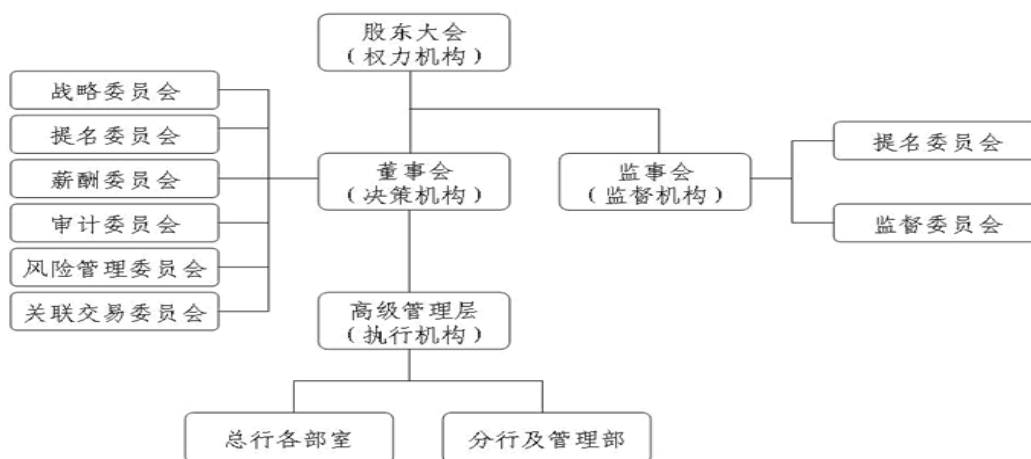 股东大会
（权力机构）
战略委员会
提名委员会
薪酬委员会
审计委员会
风险管理委员会
关联交易委员会
董事会
（决策机构）
监事会
（监督机构）
提名委员会
监督委员会
高级管理层
（执行机构）
总行各部室
分行及管理部